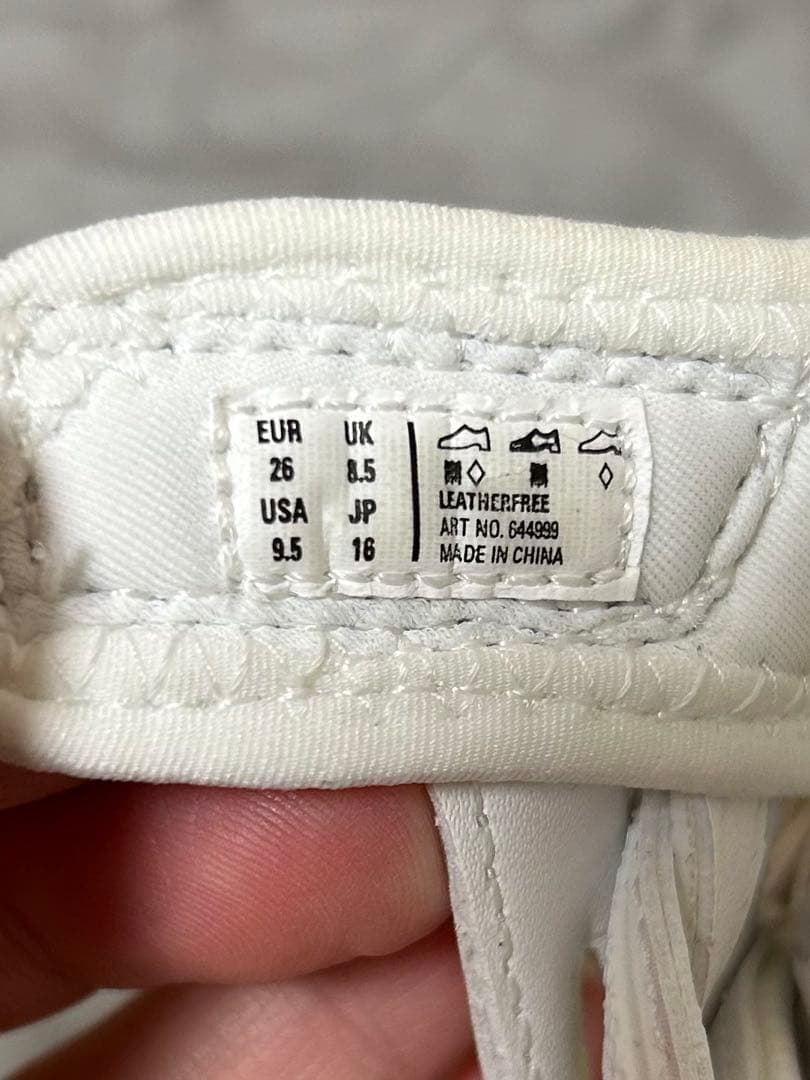 EUR UK
26 8.5
USA JP
9.5 16
LEATHERFREE
ART NO. 644999
MADE IN CHINA